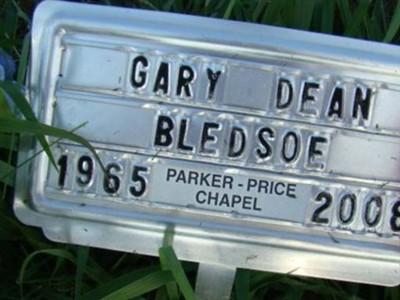 GARY DEAN
BLEDSOE
1965 PARKER - PRICE 2008
CHAPEL